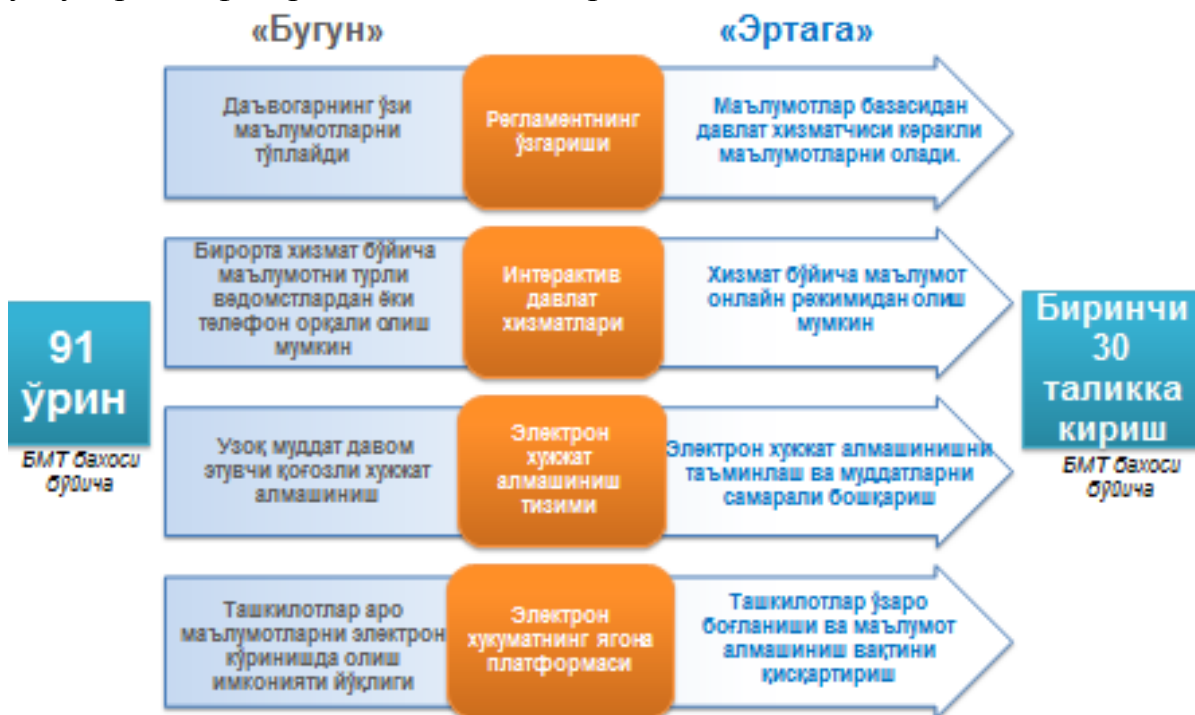 «Бугун»
«Эртага»
Даъвогарнинг ўзи
маълумотларни
тўплайди
Регламентнинг
ўзгариши
Маълумотлар базасидан
давлат хизматчиси керакли
маълумотларни олади.
Бирорта хизмат бўйича
маълумотни турли
ведомстлардан ёки
телефон орқали олиш
мумкин
Интерактив
давлат
хизматлари
Хизмат бўйича маълумот
онлайн режимидан олиш
мумкин
91
ўрин
БМТ бахоси
бўйича
Биринчи
30
таликка
кириш
БМТ бахоси
бўйича
Узоқ муддат давом
этувчи қоғозли хужжат
алмашиниш
Электрон
хужжат
алмашиниш
тизими
Электрон хужжат алмашинишни
таъминлаш ва муддатларни
самарали бошқариш
Ташкилотлар аро
маълумотларни электрон
кўринишда олиш
имконияти йўқлиги
Электрон
хукуматнинг ягона
платформаси
Ташкилотлар ўзаро
боғланиши ва маълумот
алмашиниш вақтини
қисқартириш